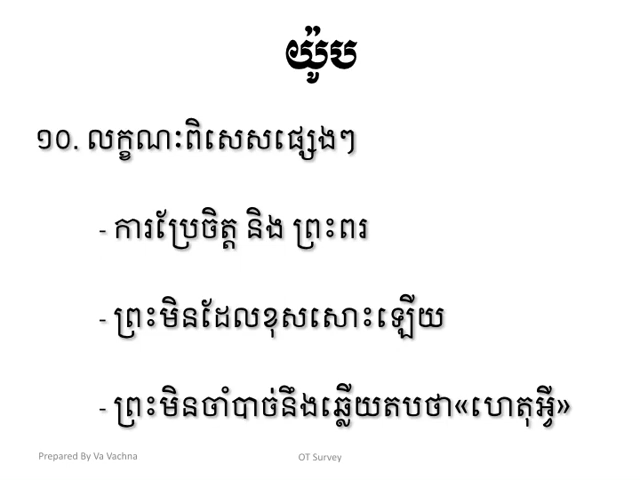 យ៉ូប
១០. លក្ខណៈពិសេសផ្សេងៗ
- ការប្រែចិត្ត និង ព្រះពរ
- ព្រះមិនដែលខុសសោះឡើយ
- ព្រះមិនចាំបាច់នឹងឆ្លើយតបថា«ហេតុអ្វី»
Prepared By Va Vachna
OT Survey